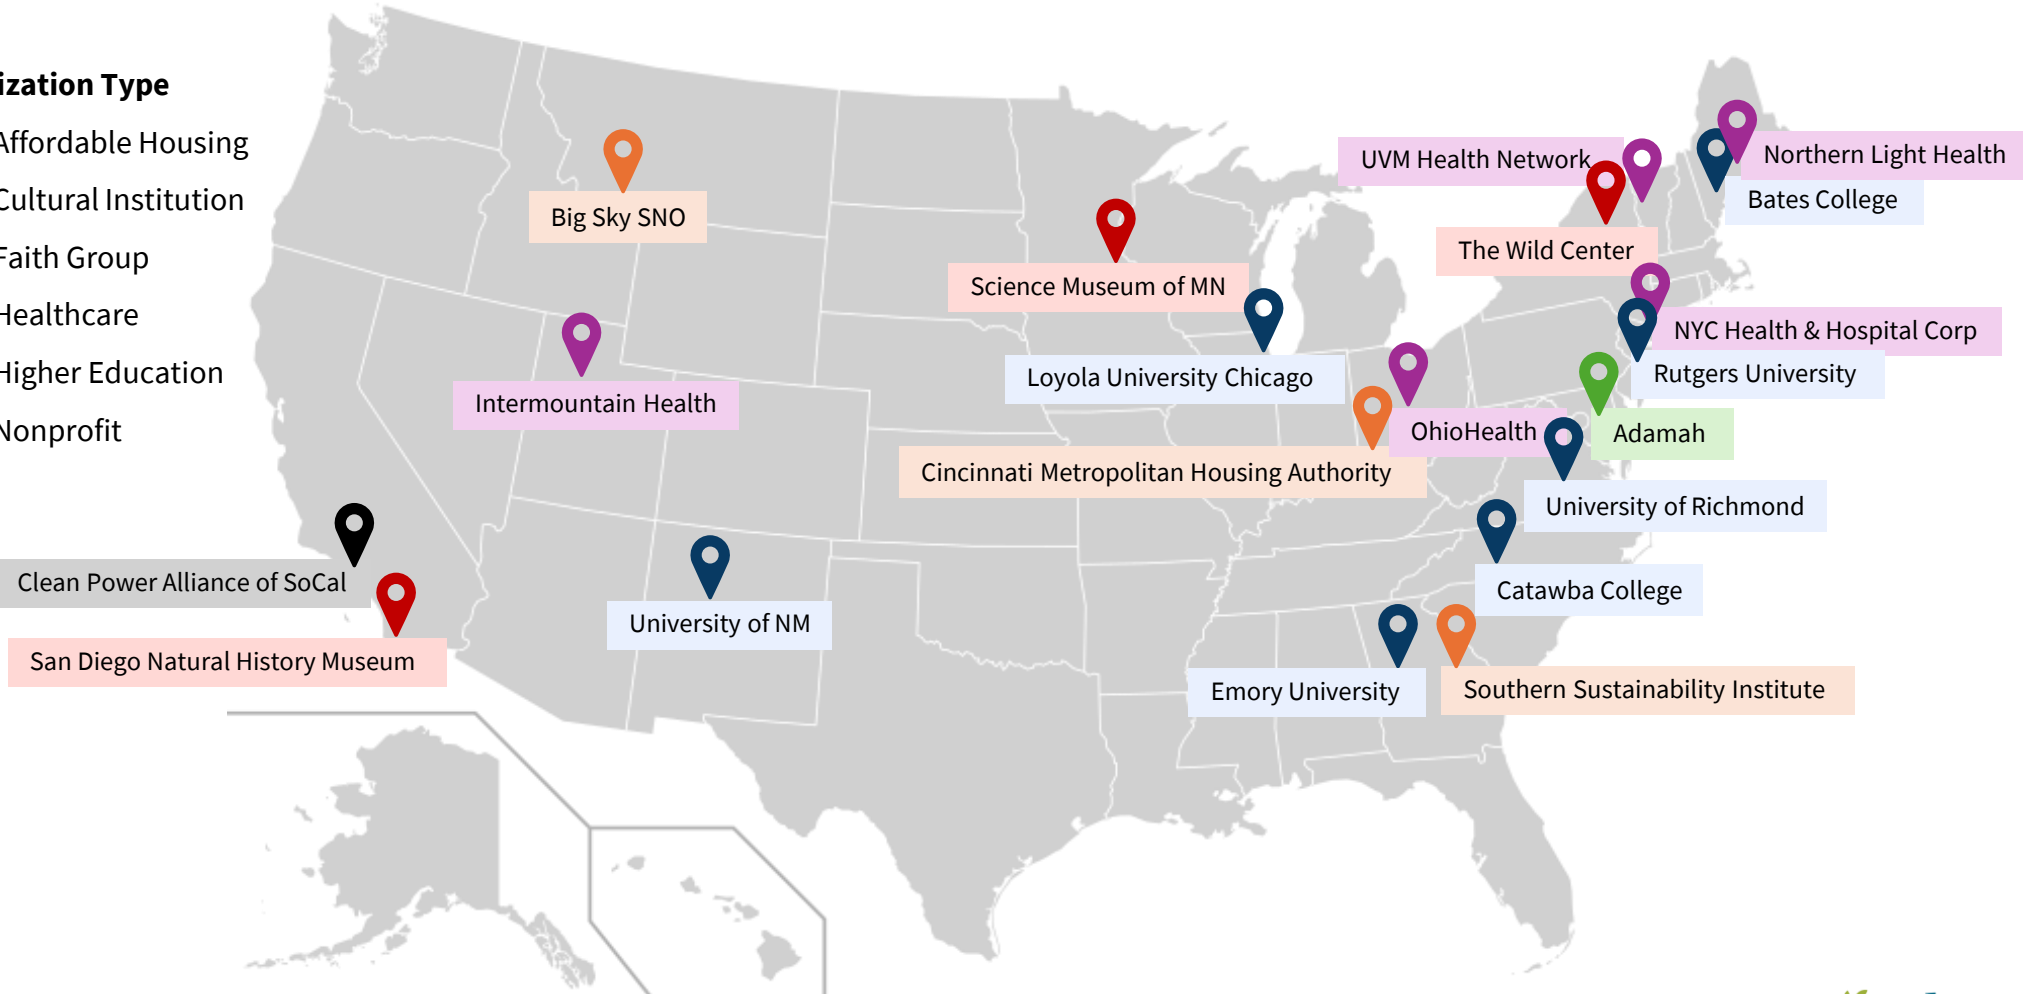 ization Type
Affordable Housing
Cultural Institution
Faith Group
Healthcare
Higher Education
Nonprofit
Big Sky SNO
Intermountain Health
Clean Power Alliance of SoCal
San Diego Natural History Museum
University of NM
Science Museum of MN
Loyola University Chicago
Cincinnati Metropolitan Housing Authority
OhioHealth
UVM Health Network
The Wild Center
Northern Light Health
Bates College
NYC Health & Hospital Corp
Rutgers University
Adamah
University of Richmond
Catawba College
Emory University
Southern Sustainability Institute